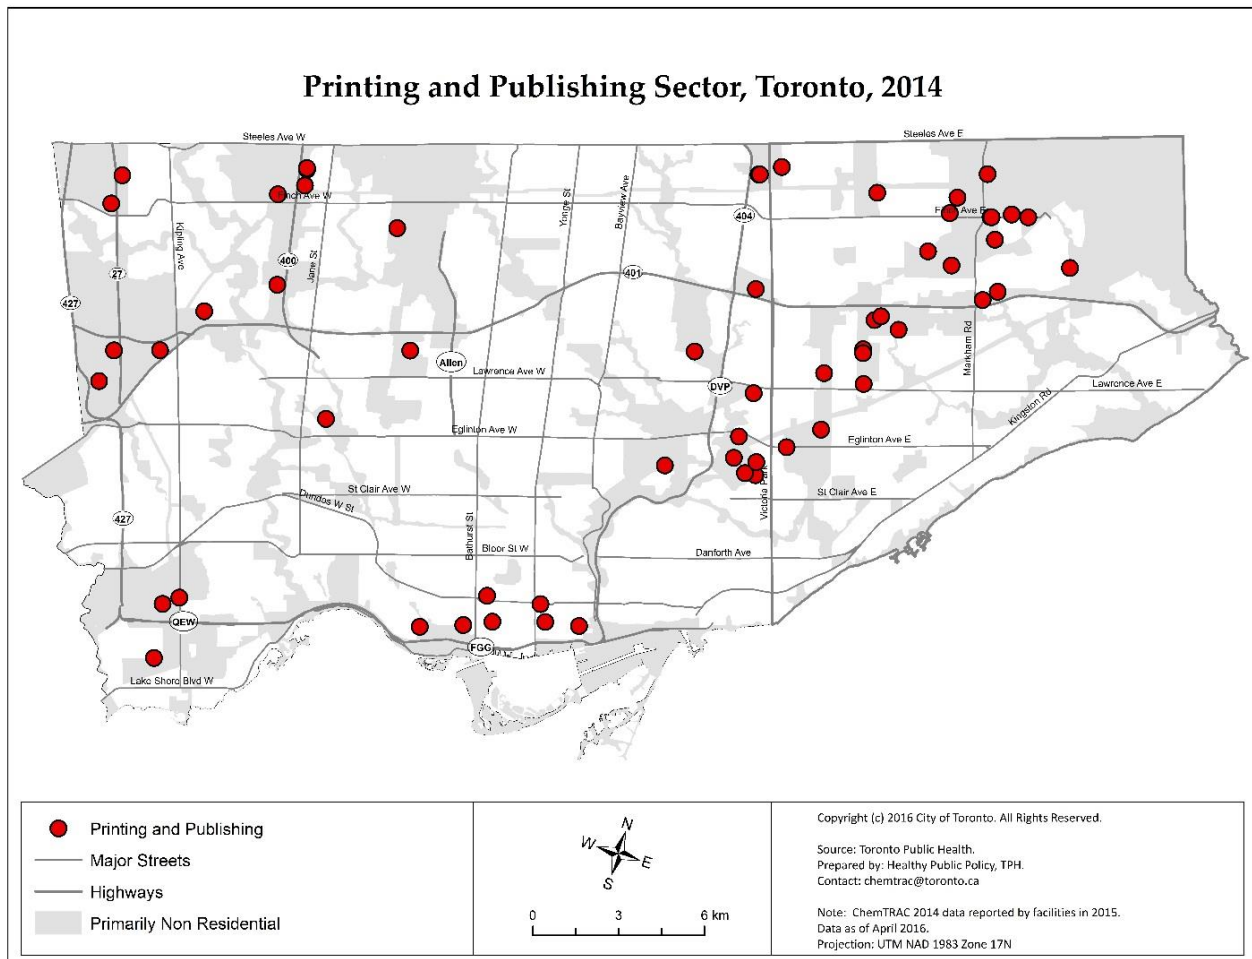 Printing and Publishing Sector, Toronto, 2014
Steeles Ave W
Steeles Ave E
Finch Ave W
Finch Ave E
Kipling Ave
Jane St
Yonge St
Bayview Ave
404
400
401
27
427
Markham Rd
Allen
Lawrence Ave W
DVP
Lawrence Ave E
Kingston Rd
Eglinton Ave W
Eglinton Ave E
Victoria Park
St Clair Ave W
St Clair Ave E
Dundas W St
427
Bathurst St
Bloor St W
Danforth Ave
QEW
FGG
Lake Shore Blvd W
Printing and Publishing
Major Streets
Highways
Primarily Non Residential
N
W
E
S
0 3 6 km
Copyright (c) 2016 City of Toronto. All Rights Reserved.
Source: Toronto Public Health.
Prepared by: Healthy Public Policy, TPH.
Contact: chemtrac@toronto.ca
Note: ChemTRAC 2014 data reported by facilities in 2015.
Data as of April 2016.
Projection: UTM NAD 1983 Zone 17N